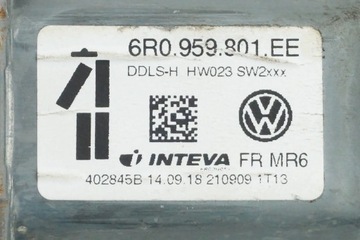 6R0.959.801.EE
DDLS-H HW023 SW2xxx
INTEVA FR MR6
402845B 14.09.18 210909 1T13